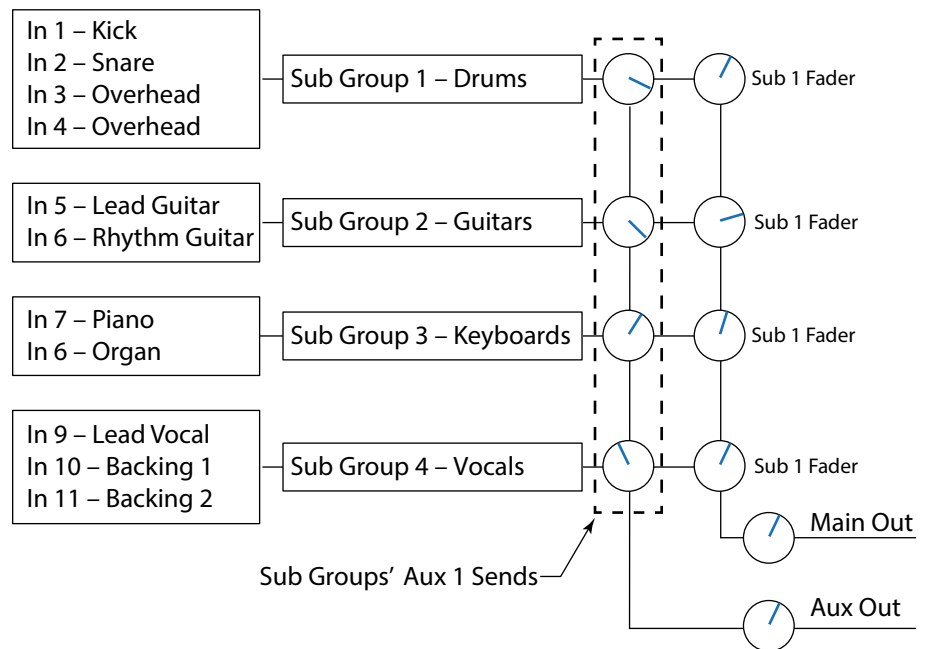 In 1 – Kick
In 2 – Snare
In 3 – Overhead
In 4 – Overhead
Sub Group 1 – Drums
Sub 1 Fader
In 5 – Lead Guitar
In 6 – Rhythm Guitar
Sub Group 2 – Guitars
Sub 1 Fader
In 7 – Piano
In 6 – Organ
Sub Group 3 – Keyboards
Sub 1 Fader
In 9 – Lead Vocal
In 10 – Backing 1
In 11 – Backing 2
Sub Group 4 – Vocals
Sub 1 Fader
Main Out
Sub Groups’ Aux 1 Sends
Aux Out